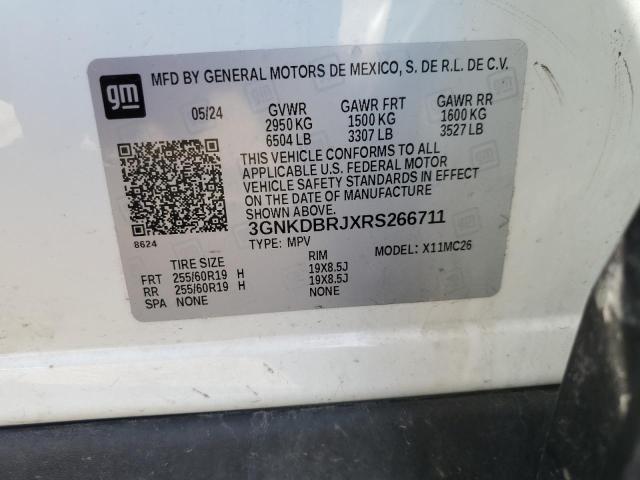 gm
MFD BY GENERAL MOTORS DE MEXICO, S. DE R.L. DE C.V.
05/24 GVWR GAWR FRT GAWR RR
2950 KG 1500 KG 1600 KG
6504 LB 3307 LB 3527 LB
THIS VEHICLE CONFORMS TO ALL
APPLICABLE U.S. FEDERAL MOTOR
VEHICLE SAFETY STANDARDS IN EFFECT
ON THE DATE OF MANUFACTURE
SHOWN ABOVE.
3GNKDBRJXRS266711
8624
TYPE: MPV MODEL: X11MC26
TIRE SIZE RIM
FRT 255/60R19 H 19X8.5J
RR 255/60R19 H 19X8.5J
SPA NONE NONE